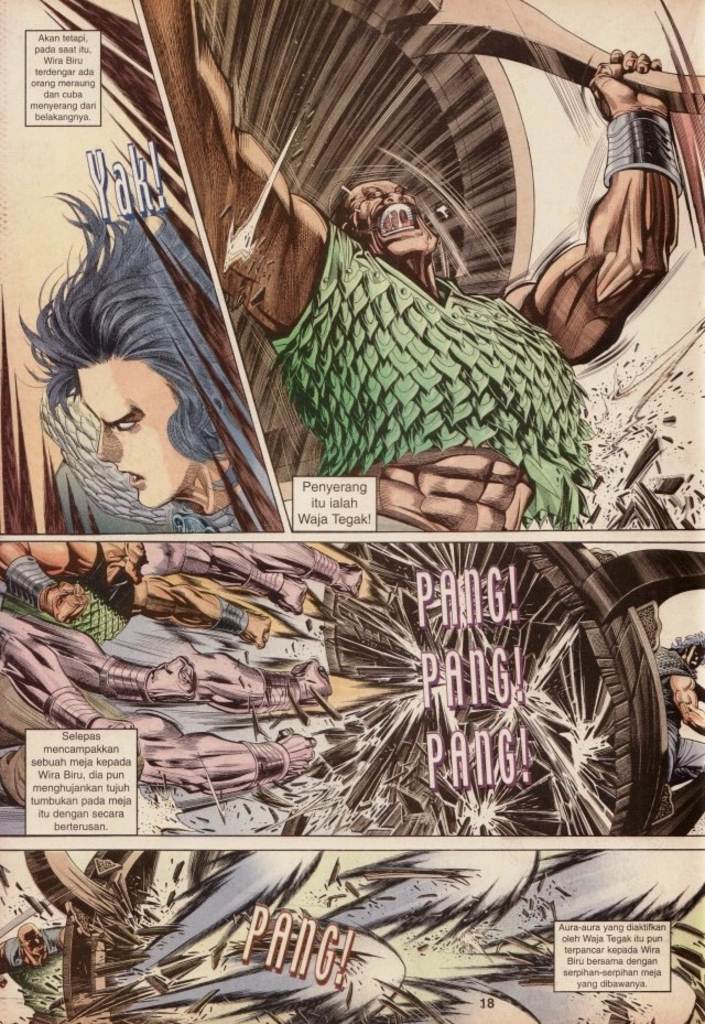 Akan tetapi,
pada saat itu,
Wira Biru
terdengar ada
orang meraung
dan cuba
menyerang dari
belakangnya.
Yak!
Penyerang
itu ialah
Waja Tegak!
PANG!
PANG!
PANG!
Selepas
mencampakkan
sebuah meja kepada
Wira Biru, dia pun
menghujankan tujuh
tumbukan pada meja
itu dengan secara
berterusan.
PANG!
Aura-aura yang diaktifkan
oleh Waja Tegak itu pun
terpancar kepada Wira
Biru bersama dengan
serpihan-serpihan meja
yang dibawanya.
18